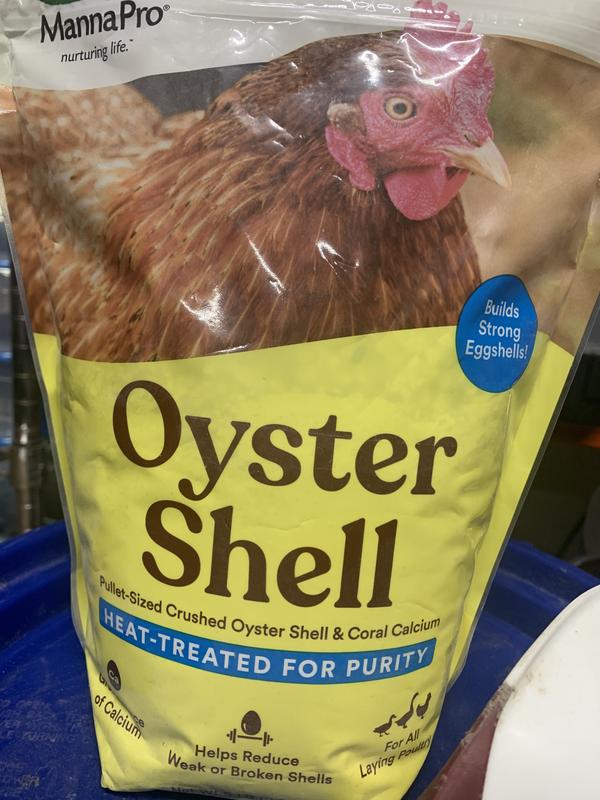 MannaPro®
nurturing life.™
Builds
Strong
Eggshells!
Oyster
Shell
Pullet-Sized Crushed Oyster Shell & Coral Calcium
HEAT-TREATED FOR PURITY
Ca
of Calcium
Helps Reduce
Weak or Broken Shells
For All
Laying Poultry